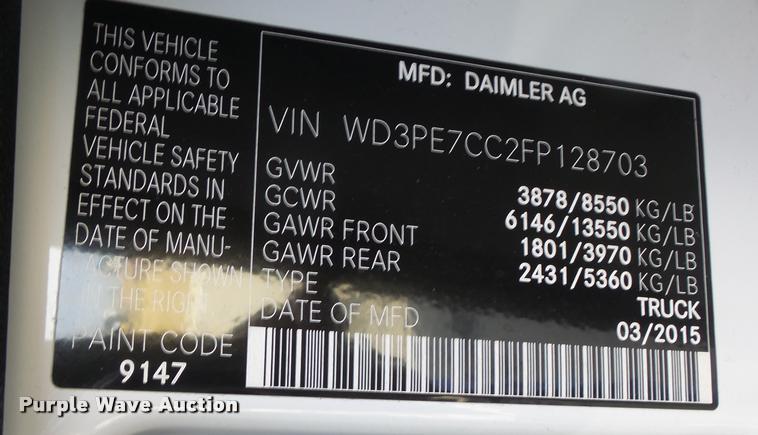 THIS VEHICLE
CONFORMS TO
ALL APPLICABLE
FEDERAL
VEHICLE SAFETY
STANDARDS IN
EFFECT ON THE
DATE OF MANU-
FACTURE SHOWN
IN THE RIGHT
PAINT CODE
9147
MFD: DAIMLER AG
VIN WD3PE7CC2FP128703
GVWR 3878/8550 KG/LB
GCWR 6146/13550 KG/LB
GAWR FRONT 1801/3970 KG/LB
GAWR REAR 2431/5360 KG/LB
TYPE TRUCK
DATE OF MFD 03/2015
Purple Wave Auction